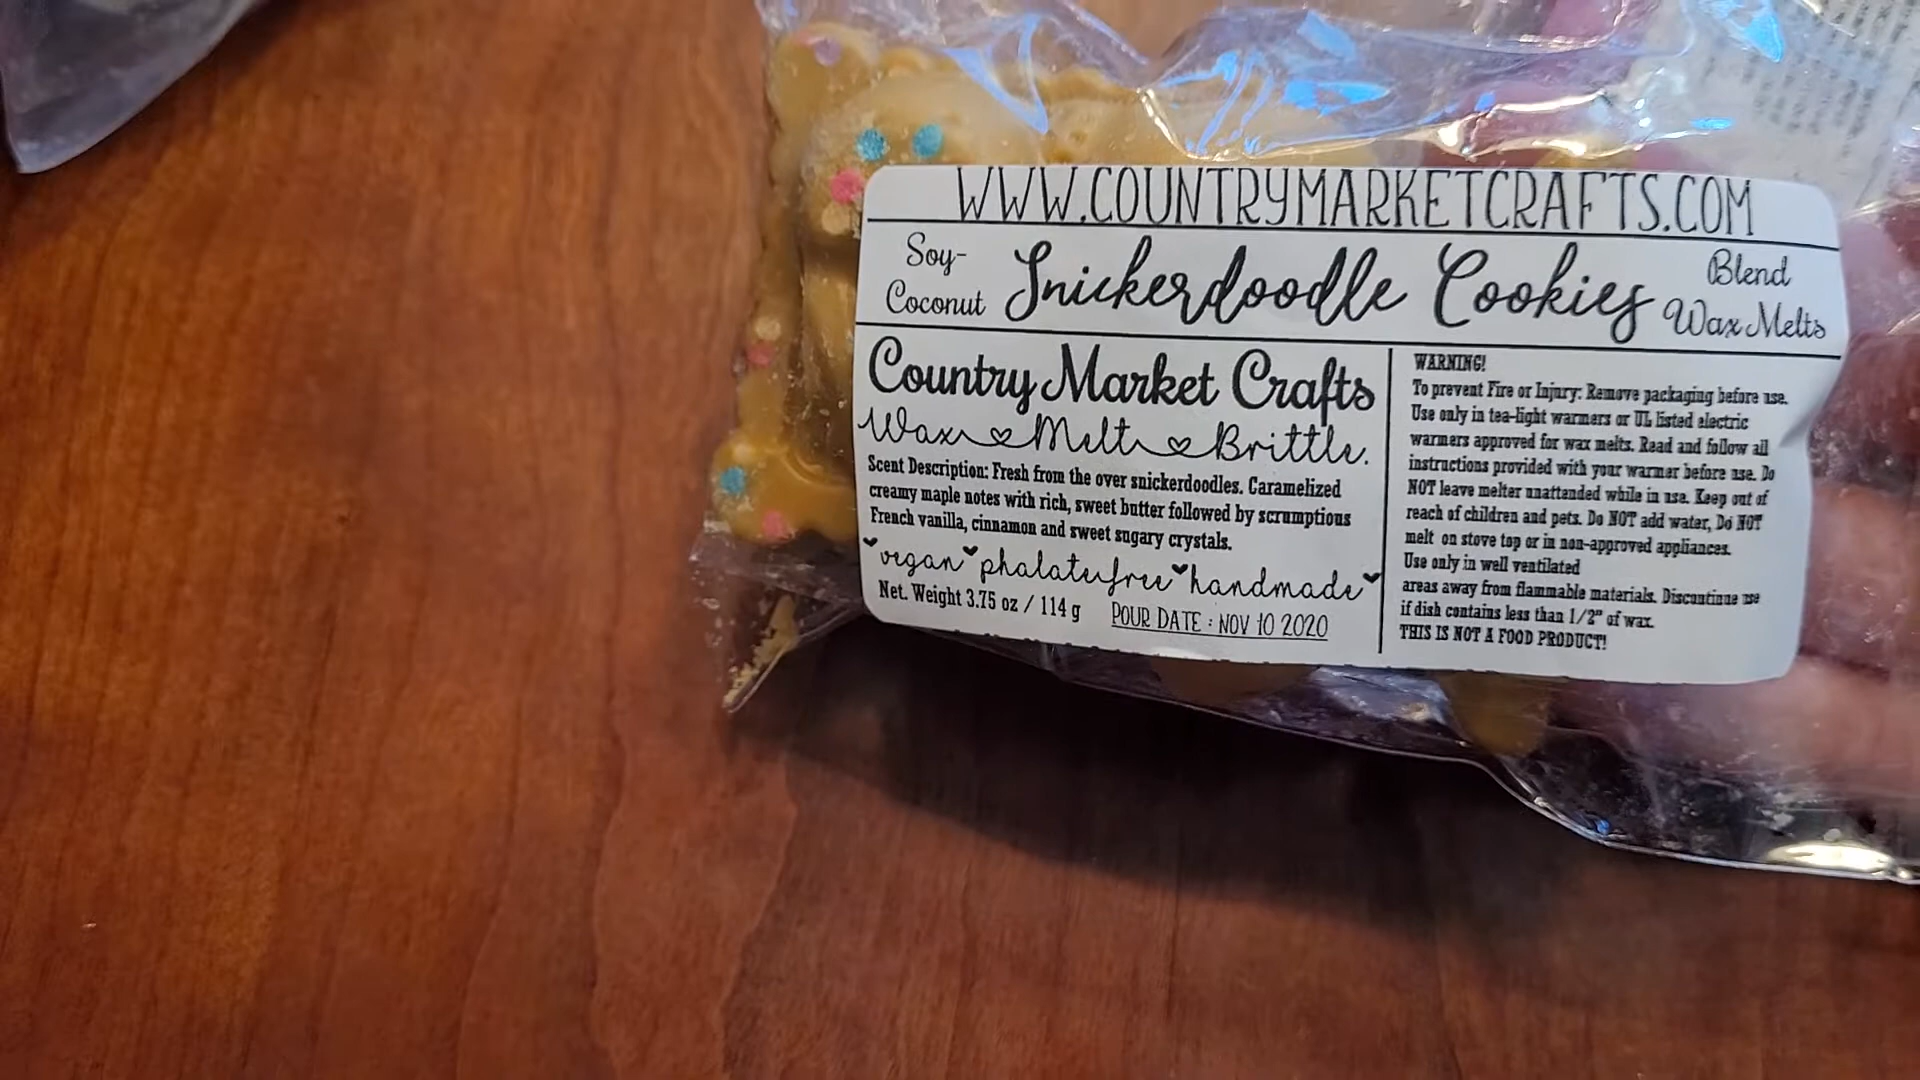 WWW.COUNTRYMARKETCRAFTS.COM
Soy-
Coconut
Snickerdoodle Cookies
Blend
Wax Melts
Country Market Crafts
Wax Melt Brittle.
Scent Description: Fresh from the over snickerdoodles. Caramelized
creamy maple notes with rich, sweet butter followed by scrumptious
French vanilla, cinnamon and sweet sugary crystals.
vegan phalate free handmade
Net. Weight 3.75 oz / 114 g
POUR DATE : NOV 10 2020
WARNING!
To prevent Fire or Injury: Remove packaging before use.
Use only in tea-light warmers or UL listed electric
warmers approved for wax melts. Read and follow all
instructions provided with your warmer before use. Do
NOT leave melter unattended while in use. Keep out of
reach of children and pets. Do NOT add water, Do NOT
melt on stove top or in non-approved appliances.
Use only in well ventilated
areas away from flammable materials. Discontinue use
if dish contains less than 1/2" of wax.
THIS IS NOT A FOOD PRODUCT!